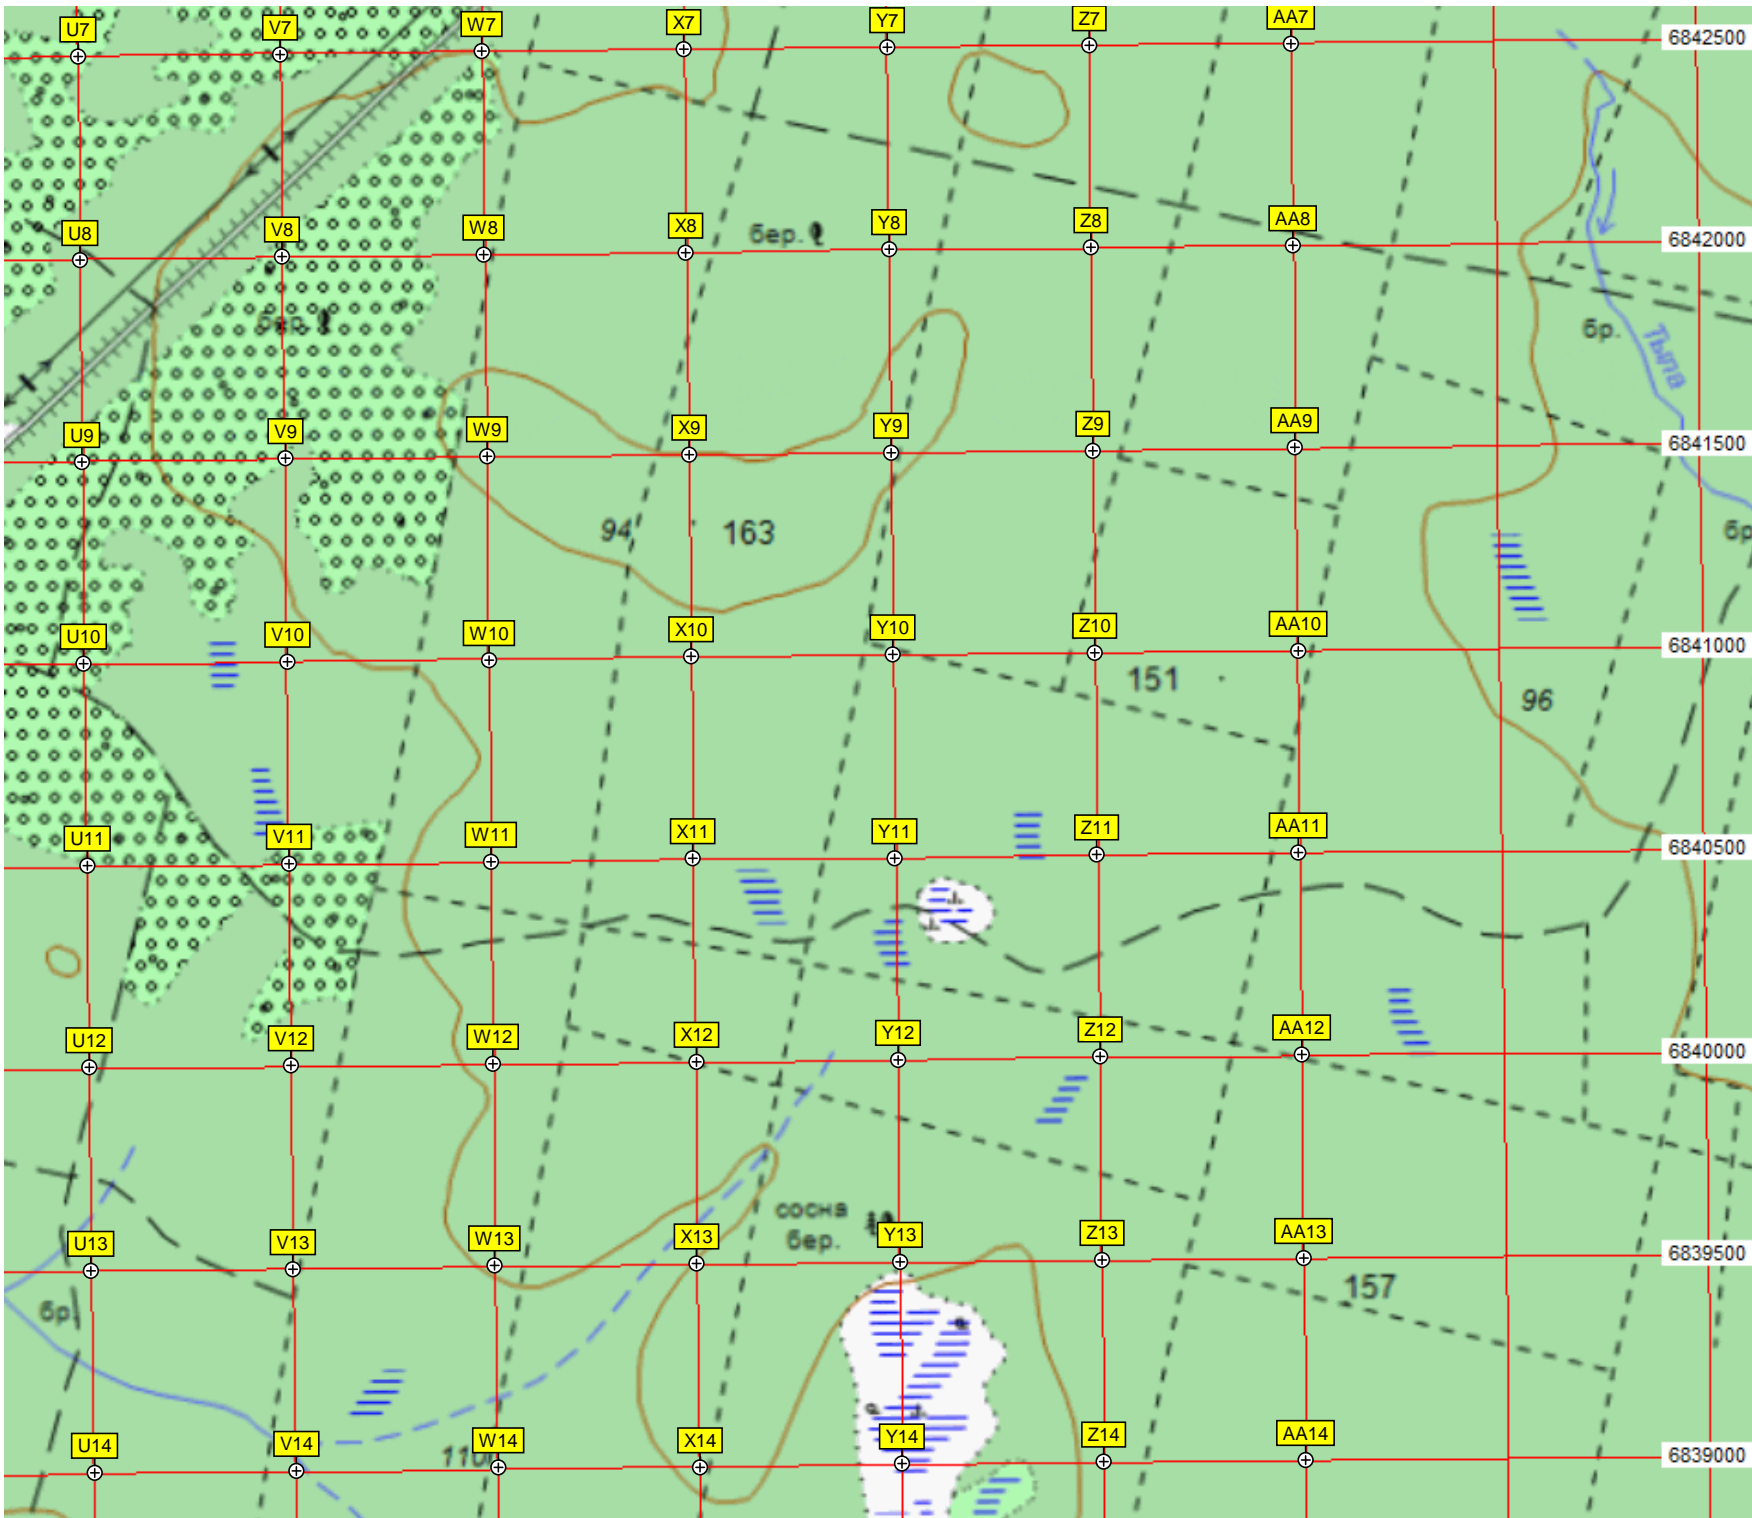 U7 V7 W7 X7 Y7 Z7 AA7 6842500
U8 V8 W8 X8 бер. Y8 Z8 AA8 6842000
бер. бр. Тыпа
U9 V9 W9 X9 Y9 Z9 AA9 6841500
94 163 бр
U10 V10 W10 X10 Y10 Z10 AA10 6841000
151 96
U11 V11 W11 X11 Y11 Z11 AA11 6840500
U12 V12 W12 X12 Y12 Z12 AA12 6840000
сосна
бер.
U13 V13 W13 X13 Y13 Z13 AA13 6839500
бр. 157
U14 V14 110 W14 X14 Y14 Z14 AA14 6839000